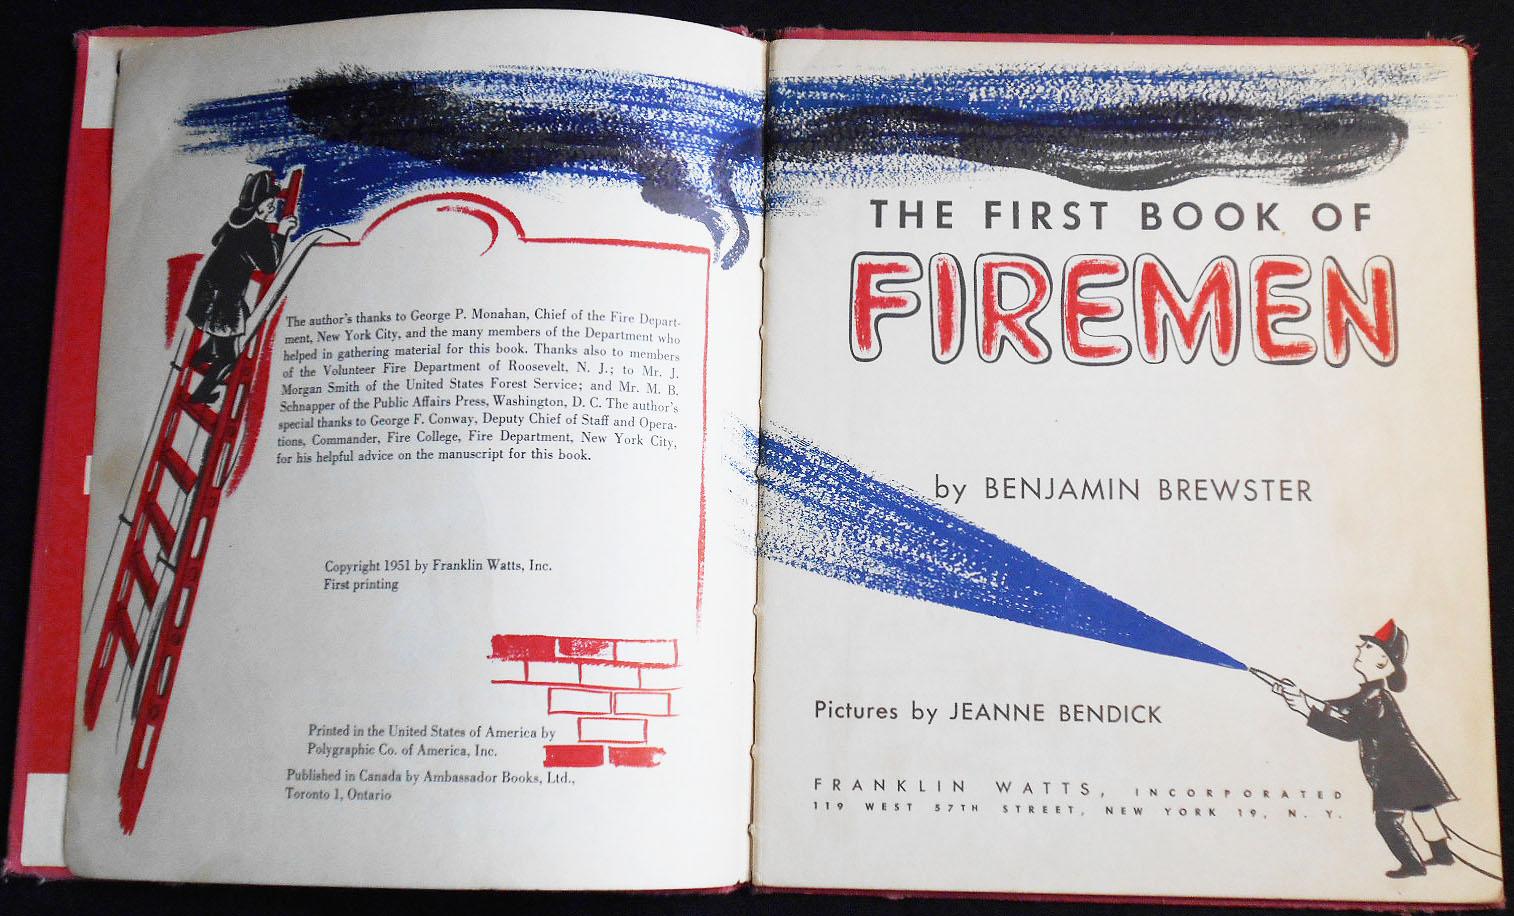 The author's thanks to George P. Monahan, Chief of the Fire Depart-
ment, New York City, and the many members of the Department who
helped in gathering material for this book. Thanks also to members
of the Volunteer Fire Department of Roosevelt, N. J.; to Mr. J.
Morgan Smith of the United States Forest Service; and Mr. M. B.
Schnapper of the Public Affairs Press, Washington, D. C. The author's
special thanks to George F. Conway, Deputy Chief of Staff and Opera-
tions, Commander, Fire College, Fire Department, New York City,
for his helpful advice on the manuscript for this book.
Copyright 1951 by Franklin Watts, Inc.
First printing
Printed in the United States of America by
Polygraphic Co. of America, Inc.
Published in Canada by Ambassador Books, Ltd.,
Toronto 1, Ontario
THE FIRST BOOK OF
FIREMEN
by BENJAMIN BREWSTER
Pictures by JEANNE BENDICK
FRANKLIN WATTS, INCORPORATED
119 WEST 57TH STREET, NEW YORK 19, N. Y.